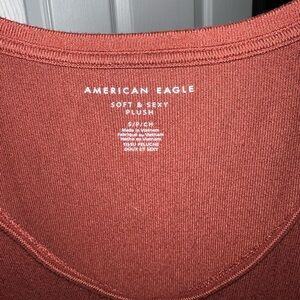 AMERICAN EAGLE
SOFT & SEXY
PLUSH
S/P/CH
Made in Vietnam
Fabriqué au Vietnam
Hecho en Vietnam
TISSU PELUCHE
DOUX ET SEXY